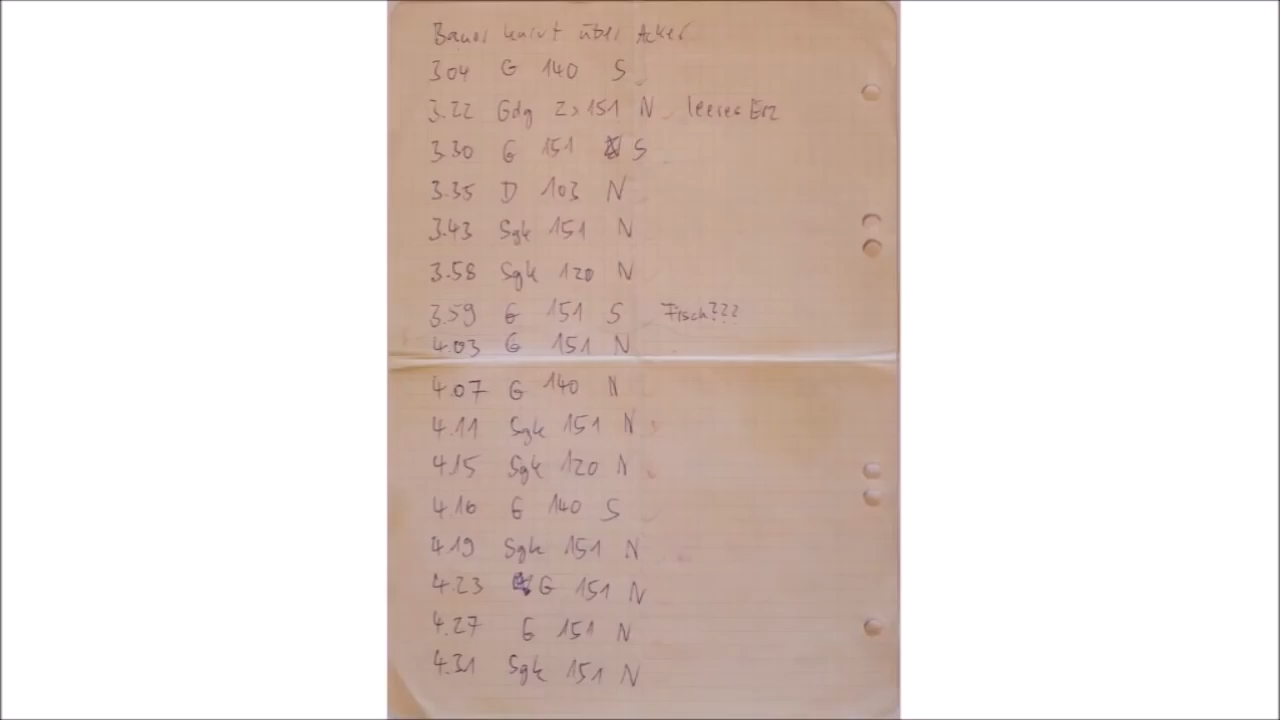 Bauer kurvt über Acker
3.04 G 140 S
3.22 Gdg 2x151 N leeres Erz
3.30 G 151 S
3.35 D 103 N
3.43 Sgk 151 N
3.58 Sgk 120 N
3.59 G 151 S Fisch???
4.03 G 151 N
4.07 G 140 N
4.11 Sgk 151 N
4.15 Sgk 120 N
4.16 G 140 S
4.19 Sgk 151 N
4.23 G 151 N
4.27 G 151 N
4.31 Sgk 151 N